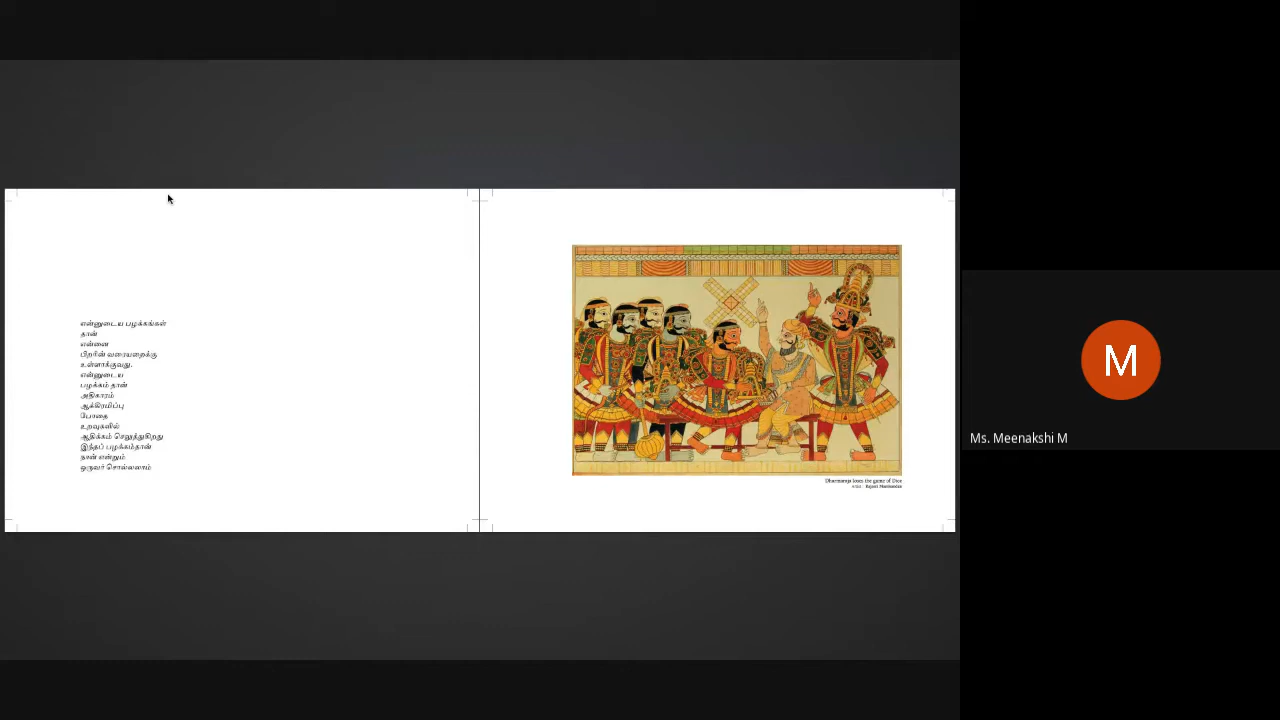 என்னுடைய பழக்கங்கள்
தான்
என்னை
பிறரின் வரையறைக்கு
உள்ளாக்குவது.
என்னுடைய
பழக்கம் தான்
அதிகாரம்
ஆக்கிரமிப்பு
போதை
உறவுகளில்
ஆதிக்கம் செலுத்துகிறது
இந்தப் பழக்கம்தான்
நான் என்றும்
ஒருவர் சொல்லலாம்
Dharmaraja loses the game of Dice
M
Ms. Meenakshi M